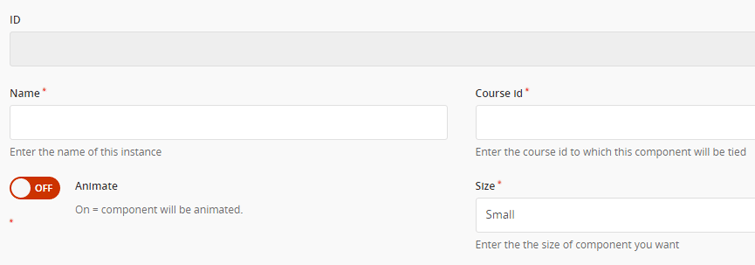 ID
Name *
Course id *
Enter the name of this instance
Enter the course id to which this component will be tied
OFF
Animate
Size *
On = component will be animated.
Small
*
Enter the the size of component you want